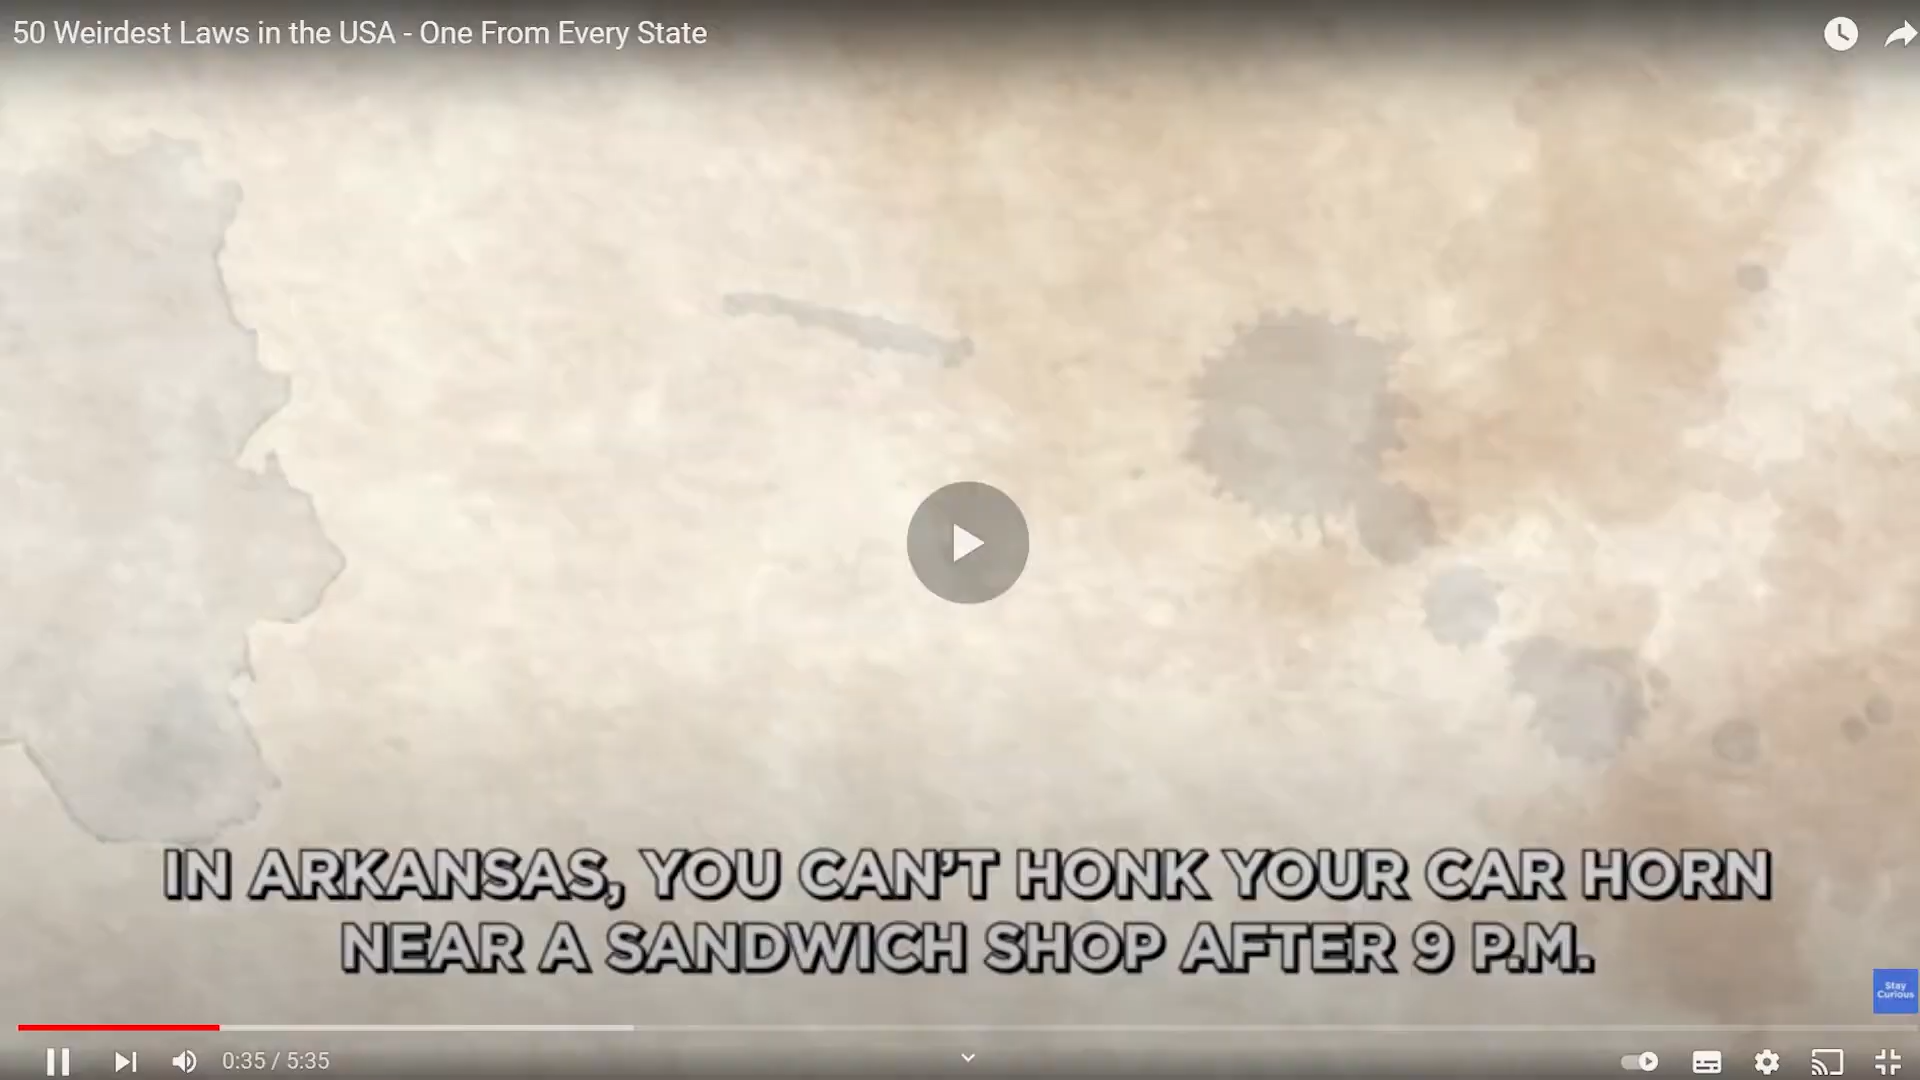 50 Weirdest Laws in the USA - One From Every State
IN ARKANSAS, YOU CAN'T HONK YOUR CAR HORN
NEAR A SANDWICH SHOP AFTER 9 P.M.
Stay
Curious
0:35 / 5:35